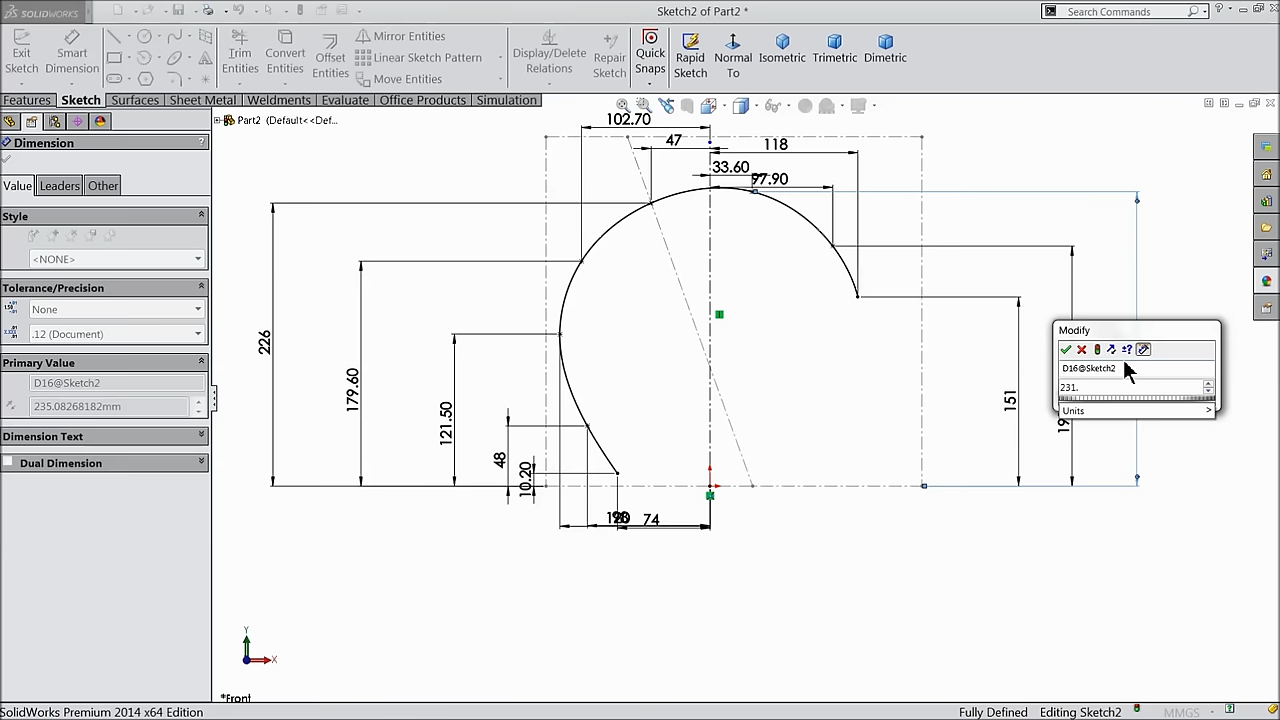 SOLIDWORKS
Sketch2 of Part2 *
Search Commands
Exit Sketch
Smart Dimension
Trim Entities
Convert Entities
Offset Entities
Mirror Entities
Linear Sketch Pattern
Move Entities
Display/Delete Relations
Repair Sketch
Quick Snaps
Rapid Sketch
Normal To
Isometric
Trimetric
Dimetric
Features
Sketch
Surfaces
Sheet Metal
Weldments
Evaluate
Office Products
Simulation
Part2 (Default<<Def...
Dimension
?
Value
Leaders
Other
Style
<NONE>
Tolerance/Precision
None
.12 (Document)
Primary Value
D16@Sketch2
235.08268182mm
Dimension Text
Dual Dimension
102.70
47
118
33.60
97.90
226
179.60
121.50
48
10.20
74
151
Modify
D16@Sketch2
231.
Units >
Y
X
*Front
SolidWorks Premium 2014 x64 Edition
Fully Defined
Editing Sketch2
MMGS